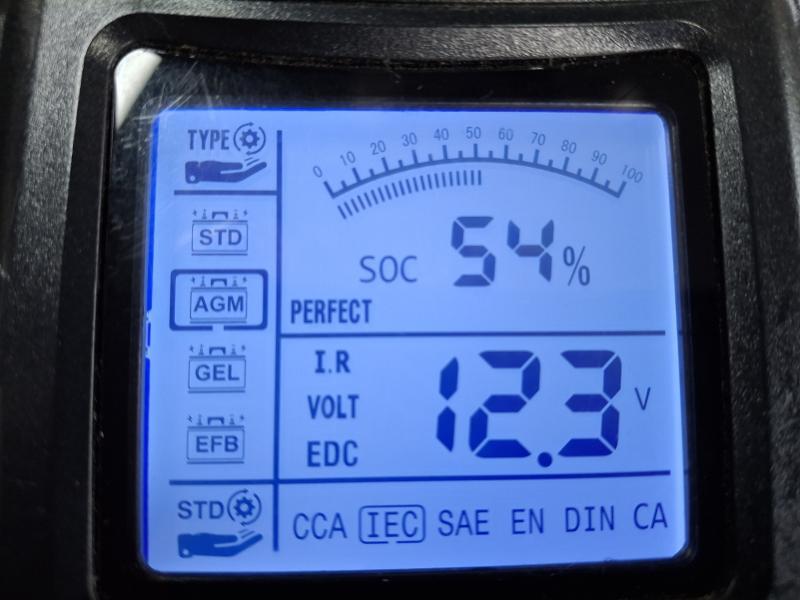 TYPE
STD
AGM
GEL
EFB
STD
0 10 20 30 40 50 60 70 80 90 100
SOC 54%
PERFECT
I.R
VOLT
EDC
12.3 V
CCA IEC SAE EN DIN CA